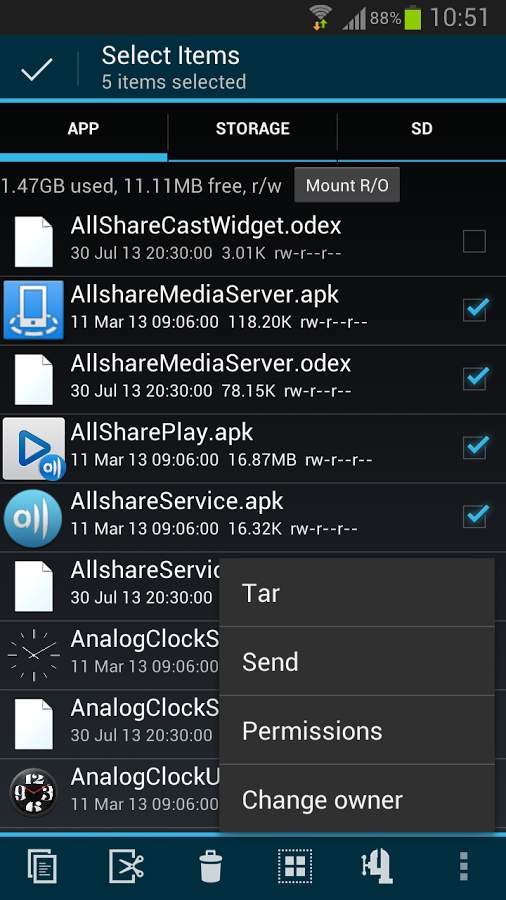 88% 10:51
Select Items
5 items selected
APP STORAGE SD
1.47GB used, 11.11MB free, r/w Mount R/O
AllShareCastWidget.odex
30 Jul 13 20:30:00 3.01K rw-r--r--
AllshareMediaServer.apk
11 Mar 13 09:06:00 118.20K rw-r--r--
AllshareMediaServer.odex
30 Jul 13 20:30:00 78.15K rw-r--r--
AllSharePlay.apk
11 Mar 13 09:06:00 16.87MB rw-r--r--
AllshareService.apk
11 Mar 13 09:06:00 16.32K rw-r--r--
AllshareServic
30 Jul 13 20:30:00
Tar
AnalogClockS
11 Mar 13 09:06:00
Send
AnalogClockS
30 Jul 13 20:30:00
Permissions
AnalogClockU
11 Mar 13 09:06:00
Change owner